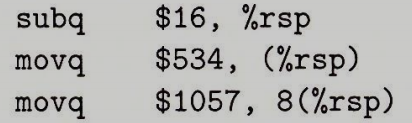 subq $16, %rsp
movq $534, (%rsp)
movq $1057, 8(%rsp)